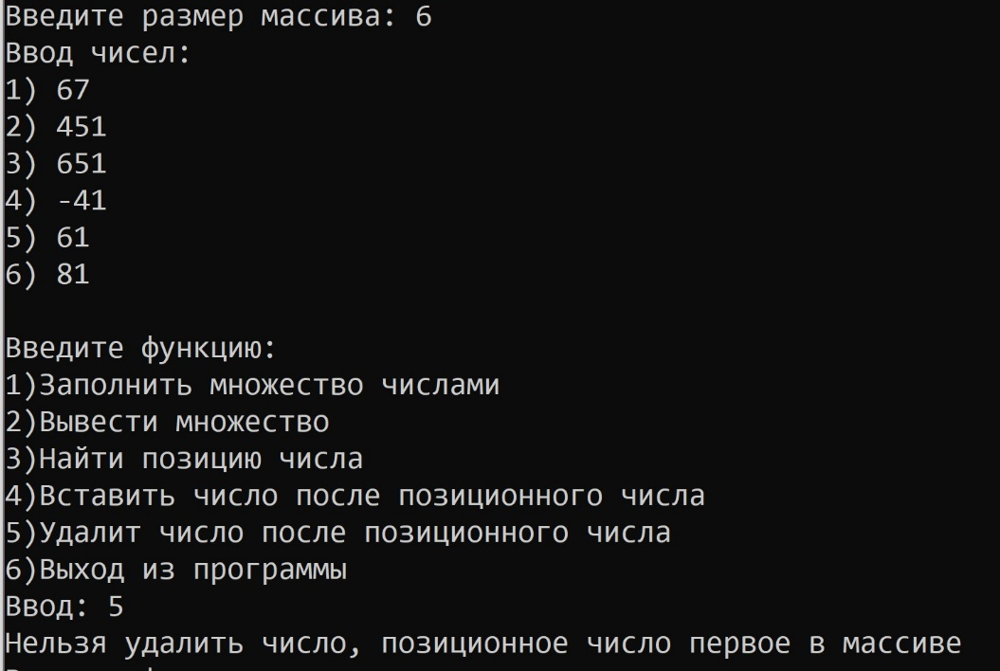 Введите размер массива: 6
Ввод чисел:
1) 67
2) 451
3) 651
4) -41
5) 61
6) 81
Введите функцию:
1)Заполнить множество числами
2)Вывести множество
3)Найти позицию числа
4)Вставить число после позиционного числа
5)Удалит число после позиционного числа
6)Выход из программы
Ввод: 5
Нельзя удалить число, позиционное число первое в массиве